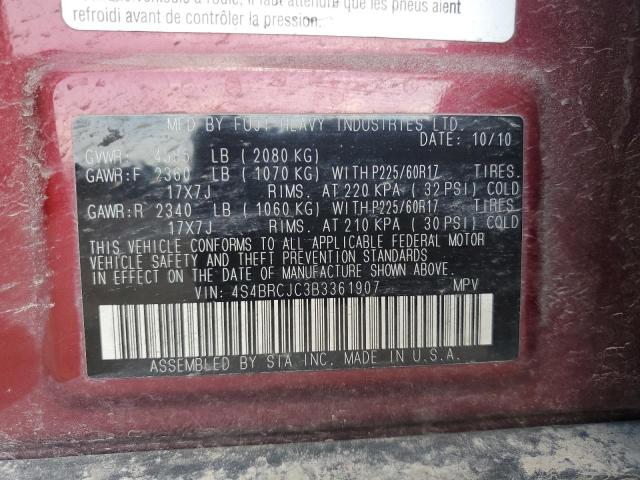 refroidi avant de contrôler la pression.
MFD BY FUJI HEAVY INDUSTRIES LTD.
DATE: 10/10
GVWR: 4585 LB (2080 KG)
GAWR:F 2360 LB (1070 KG) WITH P225/60R17 TIRES.
17X7J RIMS. AT 220 KPA (32 PSI) COLD
GAWR:R 2340 LB (1060 KG) WITH P225/60R17 TIRES.
17X7J RIMS. AT 210 KPA (30 PSI) COLD
THIS VEHICLE CONFORMS TO ALL APPLICABLE FEDERAL MOTOR
VEHICLE SAFETY AND THEFT PREVENTION STANDARDS
IN EFFECT ON THE DATE OF MANUFACTURE SHOWN ABOVE.
VIN: 4S4BRCJC3B3361907 MPV
ASSEMBLED BY SIA INC. MADE IN U.S.A.